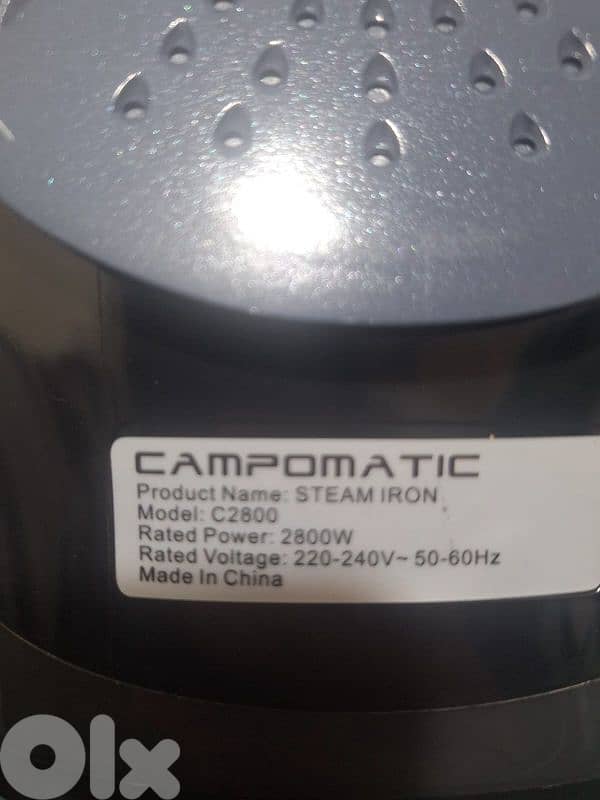 CAMPOMATIC
Product Name: STEAM IRON
Model: C2800
Rated Power: 2800W
Rated Voltage: 220-240V~ 50-60Hz
Made In China
Olx